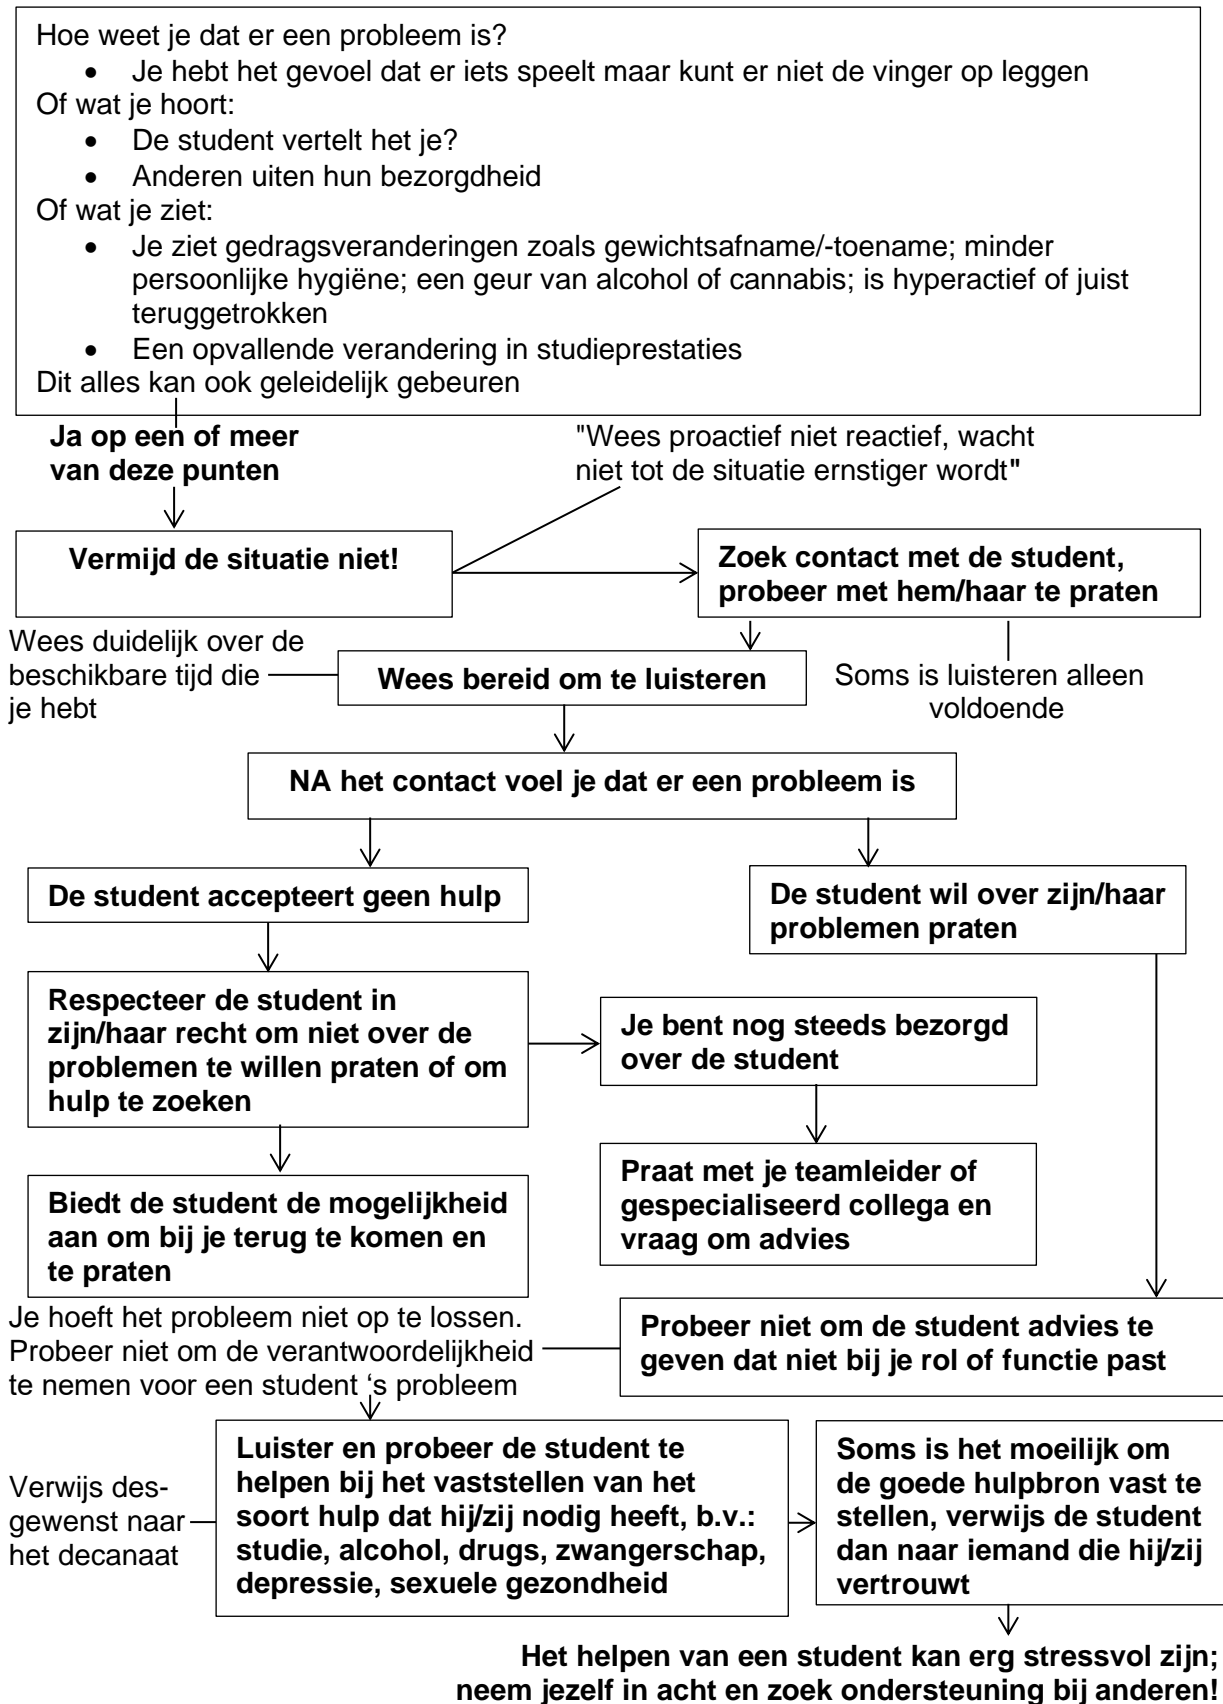 Hoe weet je dat er een probleem is?
• Je hebt het gevoel dat er iets speelt maar kunt er niet de vinger op leggen
Of wat je hoort:
• De student vertelt het je?
• Anderen uiten hun bezorgdheid
Of wat je ziet:
• Je ziet gedragsveranderingen zoals gewichtsafname/-toename; minder
persoonlijke hygiëne; een geur van alcohol of cannabis; is hyperactief of juist
teruggetrokken
• Een opvallende verandering in studieprestaties
Dit alles kan ook geleidelijk gebeuren
Ja op een of meer
van deze punten
"Wees proactief niet reactief, wacht
niet tot de situatie ernstiger wordt"
Vermijd de situatie niet!
Zoek contact met de student,
probeer met hem/haar te praten
Wees duidelijk over de
beschikbare tijd die
je hebt
Wees bereid om te luisteren
Soms is luisteren alleen
voldoende
NA het contact voel je dat er een probleem is
De student accepteert geen hulp
De student wil over zijn/haar
problemen praten
Respecteer de student in
zijn/haar recht om niet over de
problemen te willen praten of om
hulp te zoeken
Je bent nog steeds bezorgd
over de student
Biedt de student de mogelijkheid
aan om bij je terug te komen en
te praten
Praat met je teamleider of
gespecialiseerd collega en
vraag om advies
Je hoeft het probleem niet op te lossen.
Probeer niet om de verantwoordelijkheid
te nemen voor een student ‘s probleem
Probeer niet om de student advies te
geven dat niet bij je rol of functie past
Verwijs des-
gewenst naar
het decanaat
Luister en probeer de student te
helpen bij het vaststellen van het
soort hulp dat hij/zij nodig heeft, b.v.:
studie, alcohol, drugs, zwangerschap,
depressie, sexuele gezondheid
Soms is het moeilijk om
de goede hulpbron vast te
stellen, verwijs de student
dan naar iemand die hij/zij
vertrouwt
Het helpen van een student kan erg stressvol zijn;
neem jezelf in acht en zoek ondersteuning bij anderen!